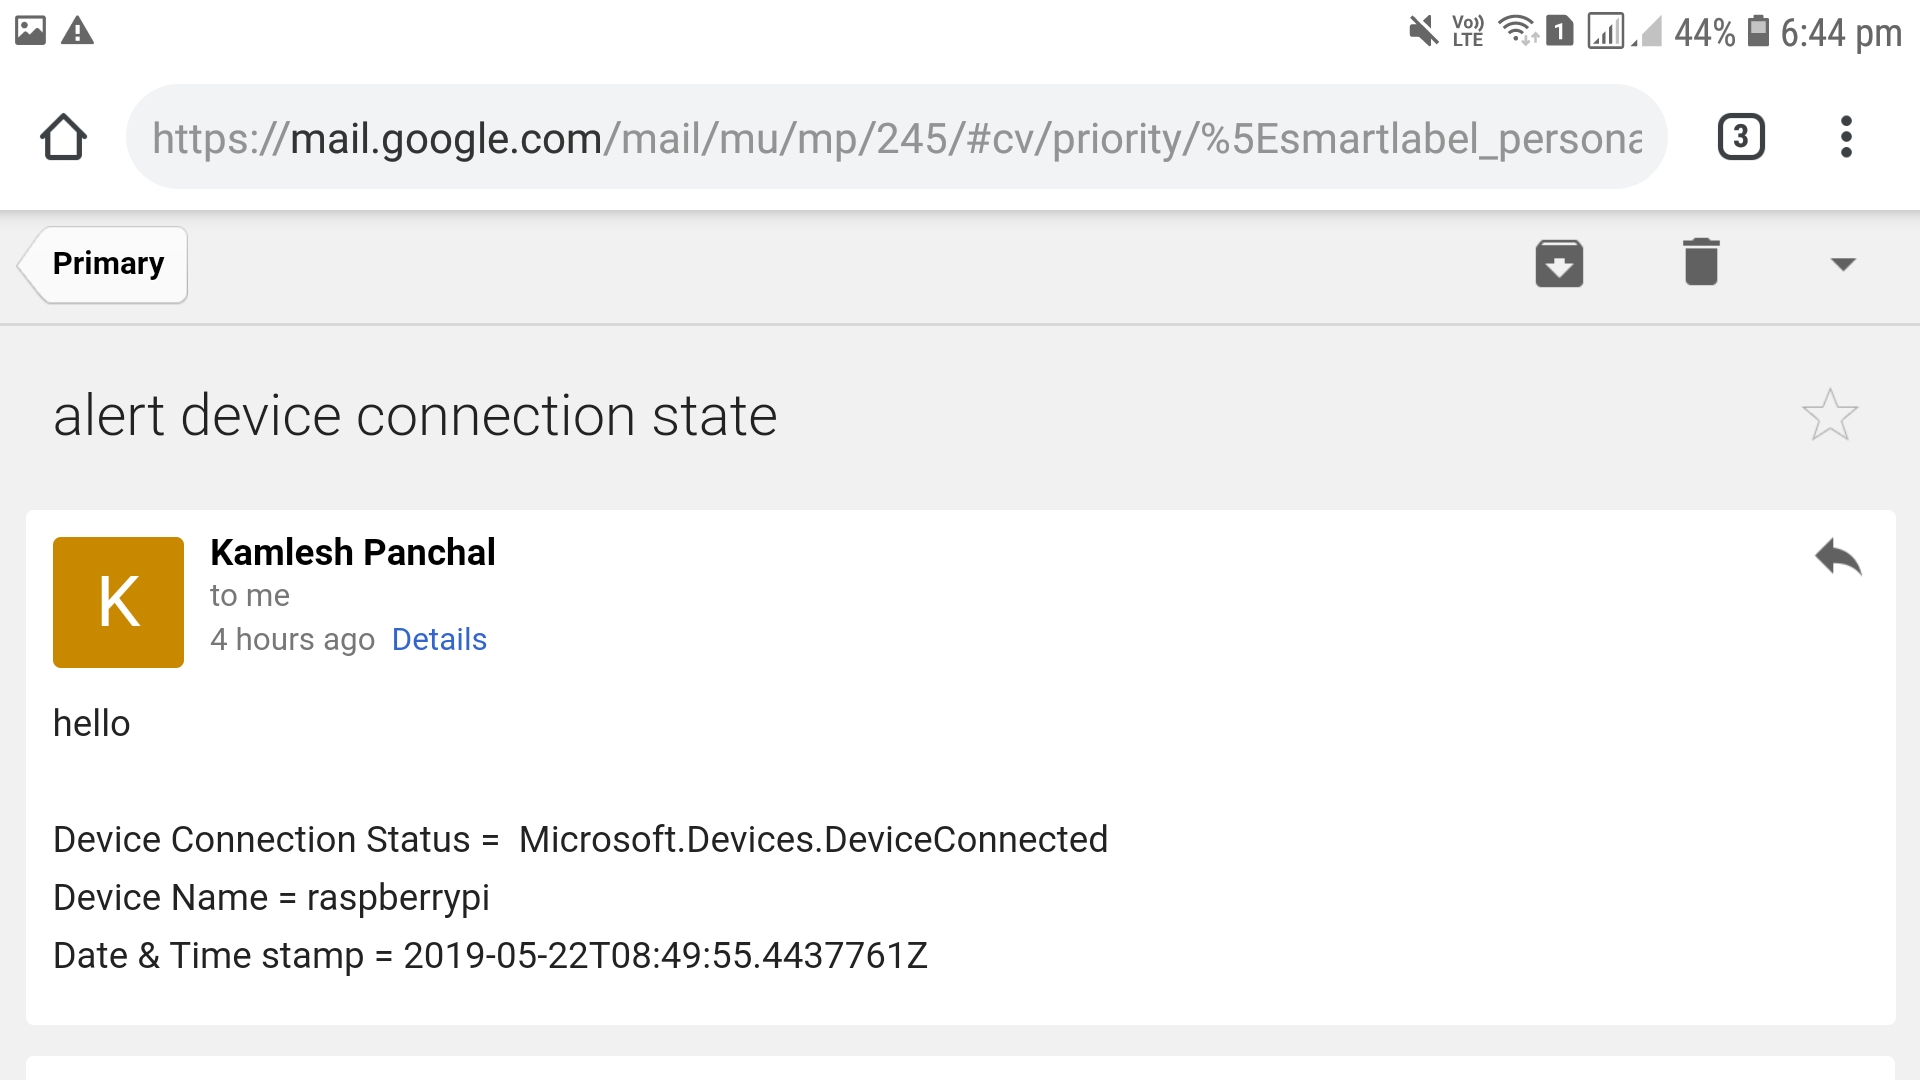 Vo)) LTE 1 44% 6:44 pm
https://mail.google.com/mail/mu/mp/245/#cv/priority/%5Esmartlabel_persona
3
Primary
alert device connection state
K
Kamlesh Panchal
to me
4 hours ago Details
hello
Device Connection Status =  Microsoft.Devices.DeviceConnected
Device Name = raspberrypi
Date & Time stamp = 2019-05-22T08:49:55.4437761Z